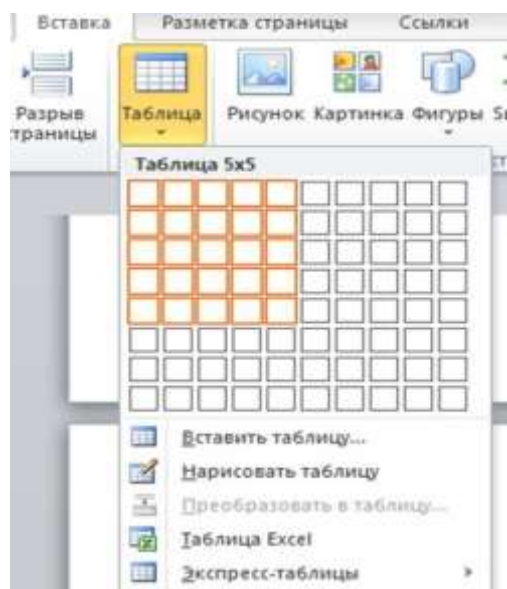 Вставка Разметка страницы Ссылки
Разрыв Таблица Рисунок Картинка Фигуры
страницы
Таблица 5x5
Вставить таблицу...
Нарисовать таблицу
Преобразовать в таблицу...
Таблица Excel
Экспресс-таблицы